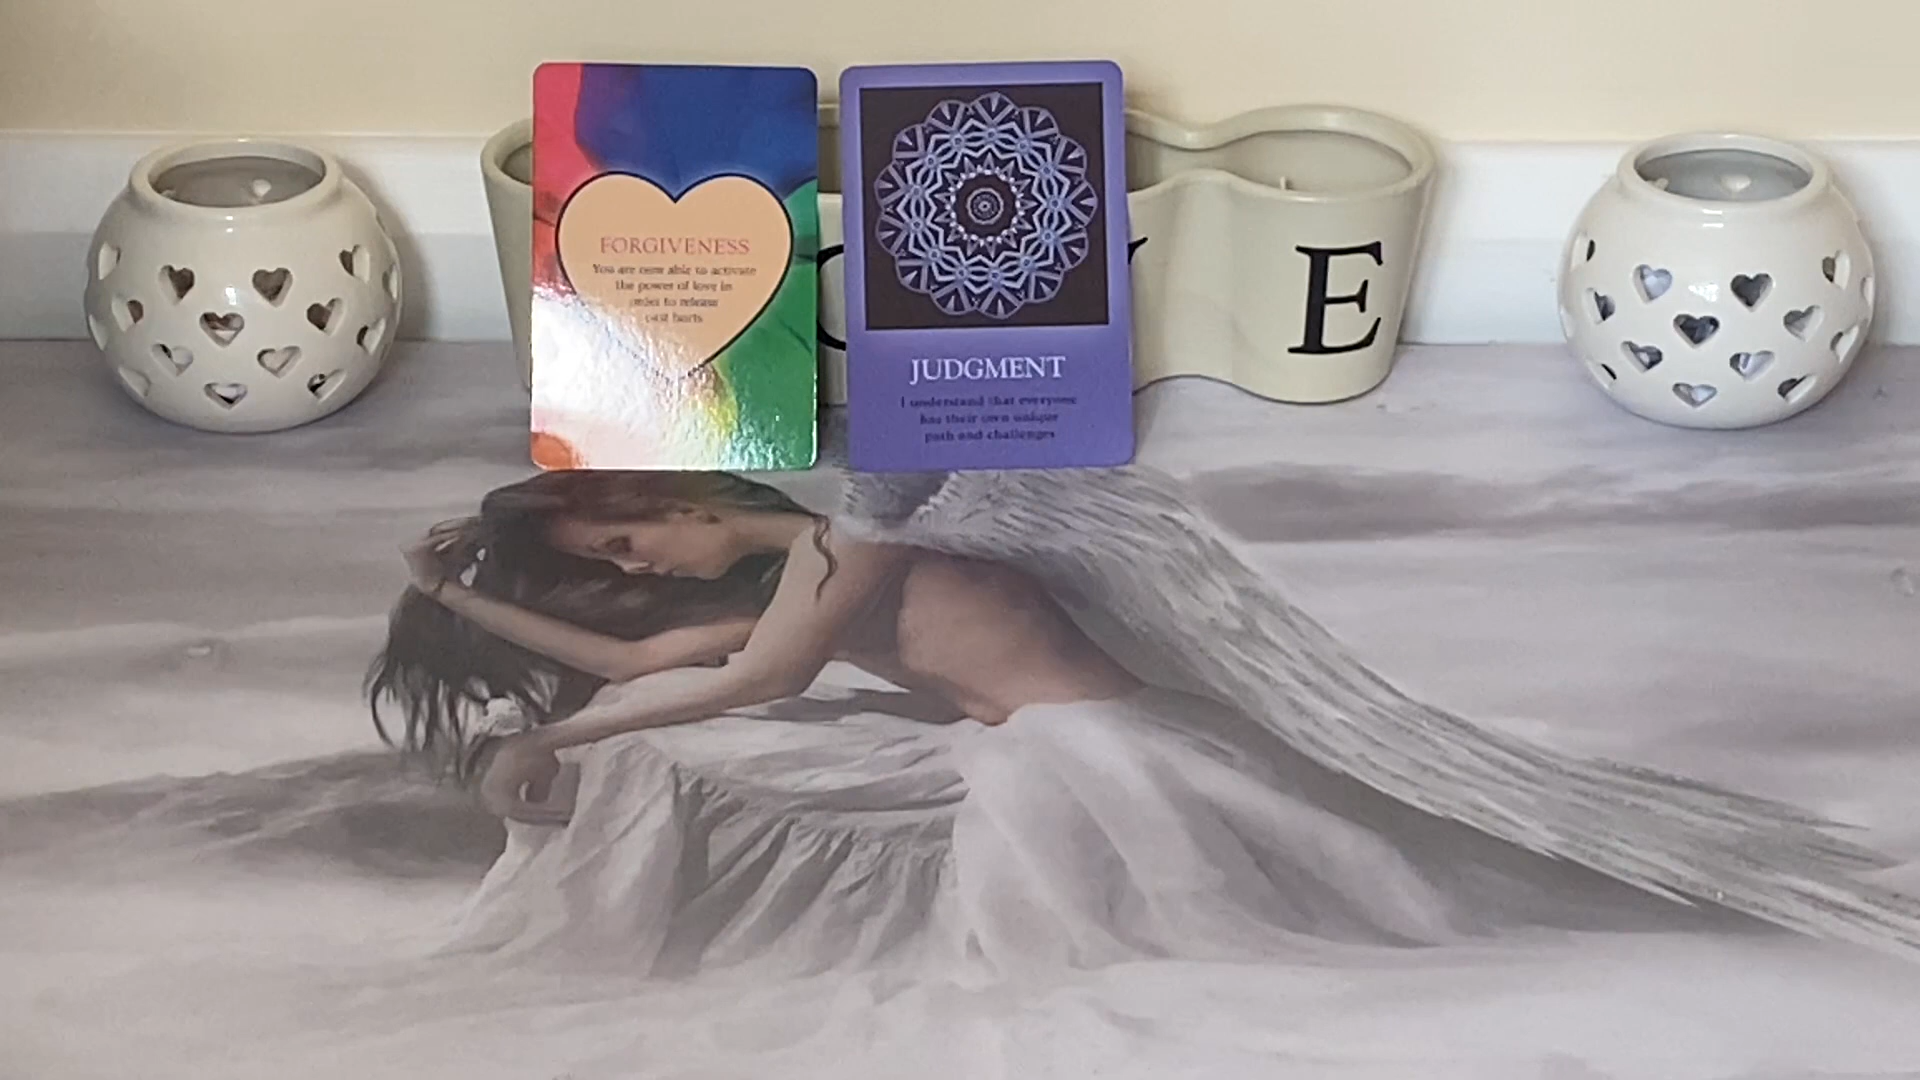 FORGIVENESS
You are now able to activate
the power of love in
order to release
past hurts
JUDGMENT
I understand that everyone
has their own unique
path and challenges
E